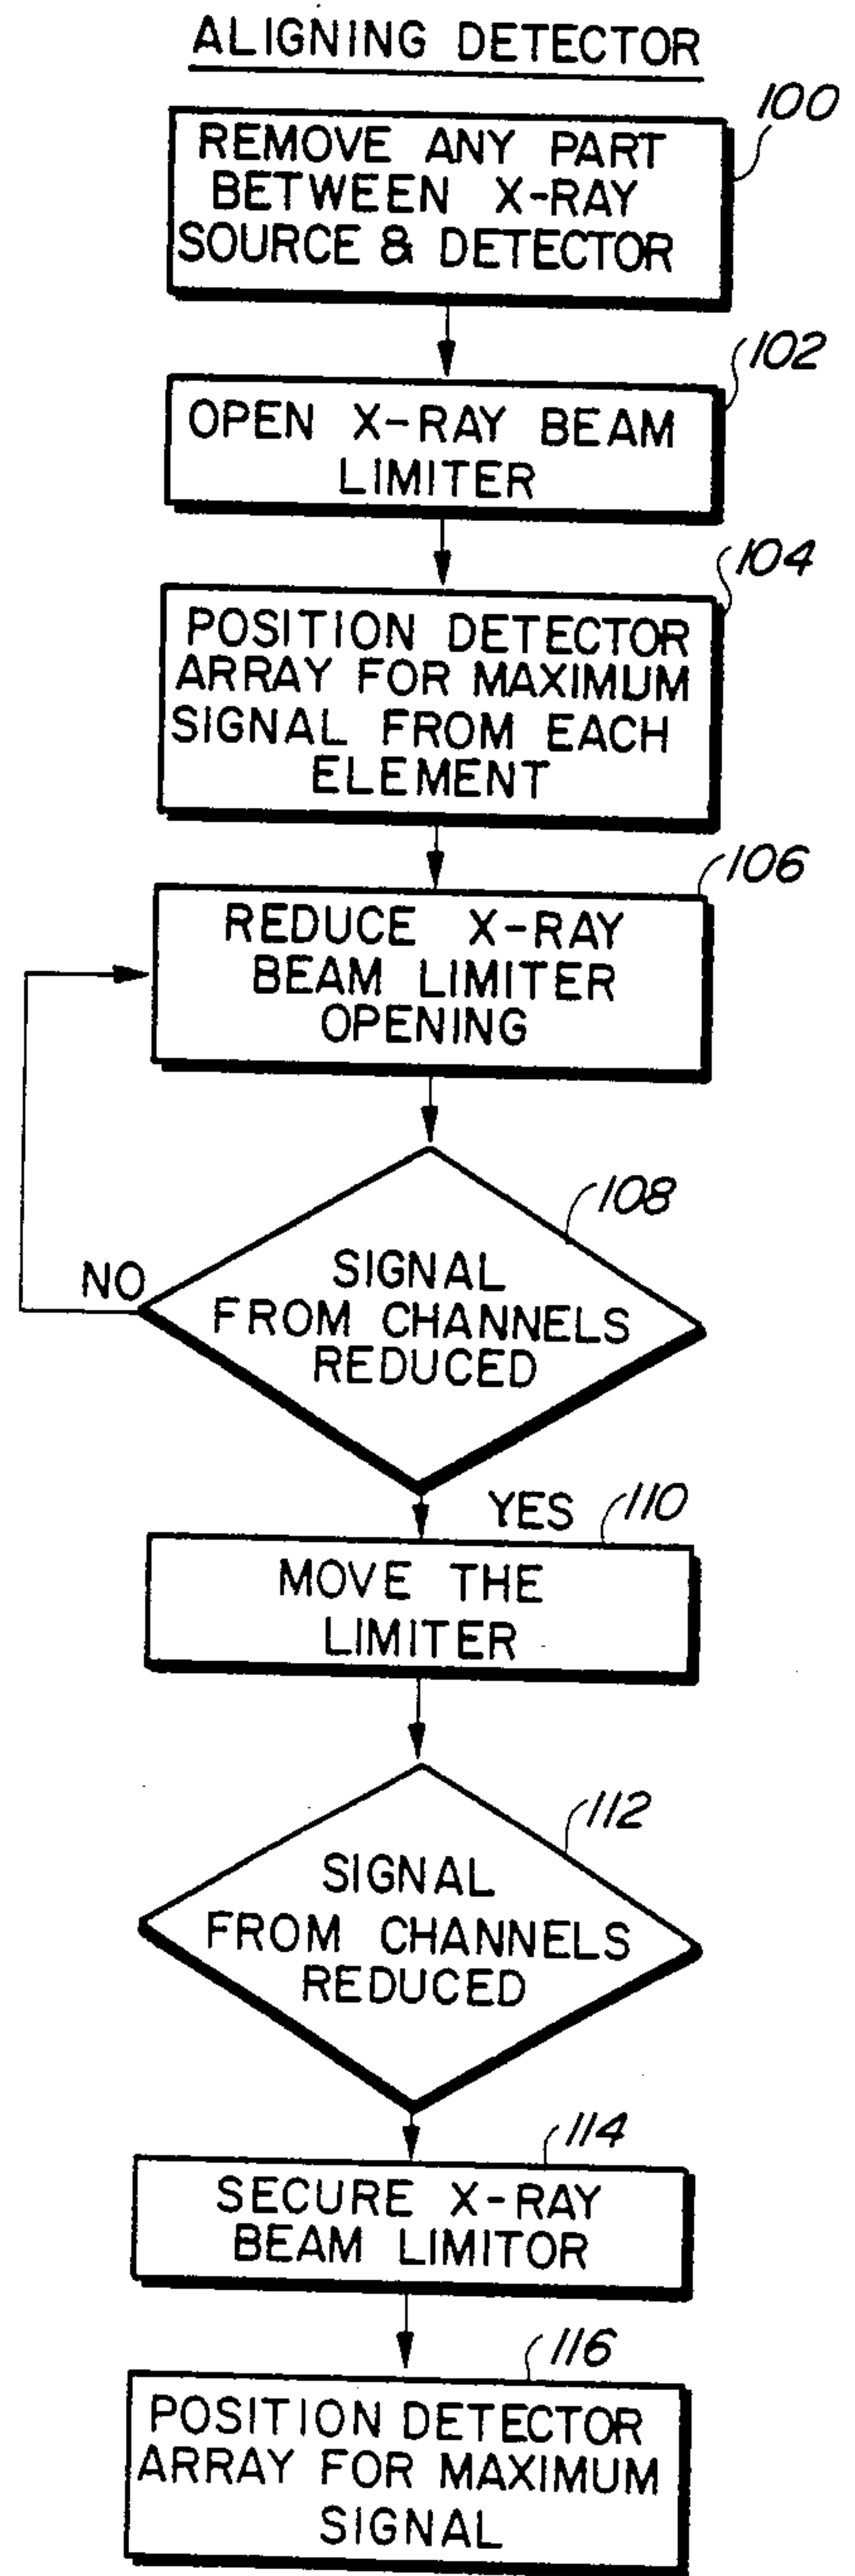 ALIGNING DETECTOR
100
REMOVE ANY PART
BETWEEN X-RAY
SOURCE & DETECTOR
102
OPEN X-RAY BEAM
LIMITER
104
POSITION DETECTOR
ARRAY FOR MAXIMUM
SIGNAL FROM EACH
ELEMENT
106
REDUCE X-RAY
BEAM LIMITER
OPENING
108
NO
SIGNAL
FROM CHANNELS
REDUCED
YES
110
MOVE THE
LIMITER
112
SIGNAL
FROM CHANNELS
REDUCED
114
SECURE X-RAY
BEAM LIMITOR
116
POSITION DETECTOR
ARRAY FOR MAXIMUM
SIGNAL